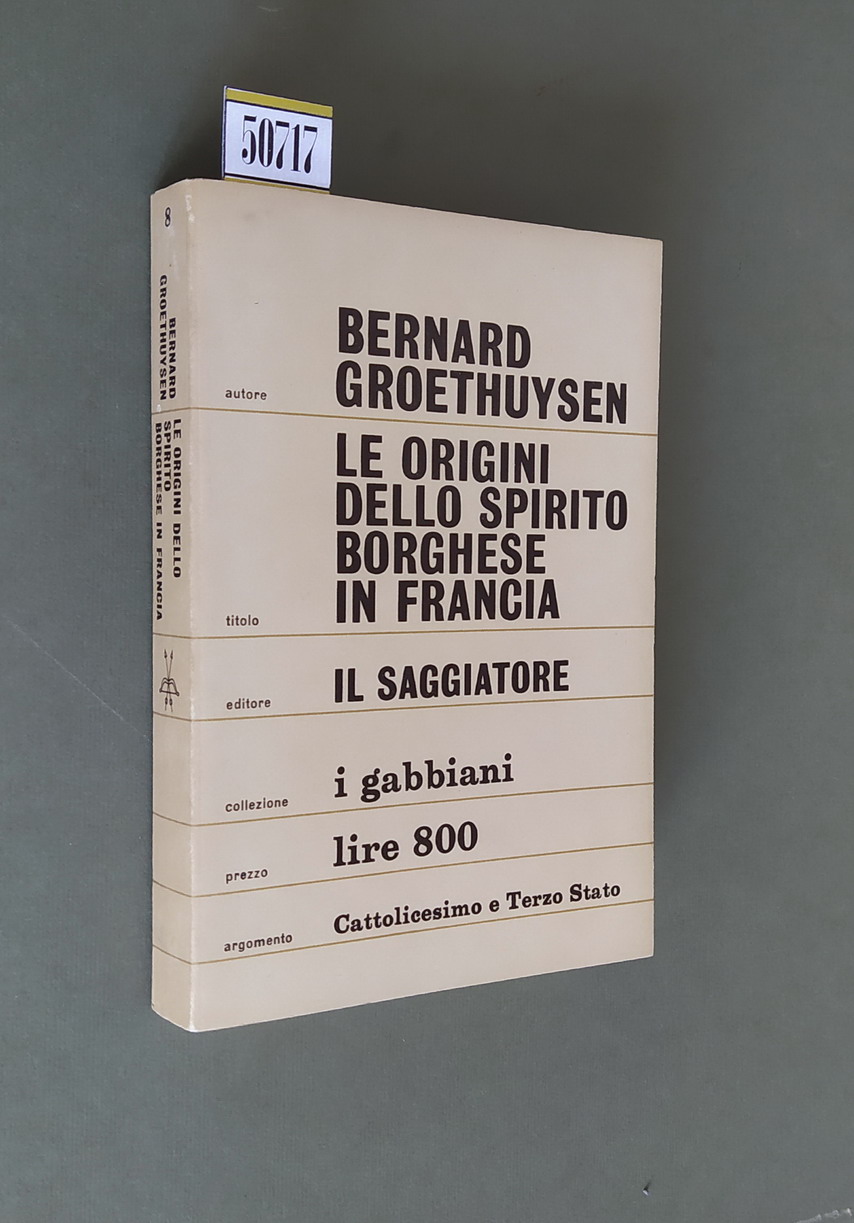 50717
8
BERNARD
GROETHUYSEN
LE ORIGINI DELLO
SPIRITO
BORGHESE IN FRANCIA
autore
BERNARD
GROETHUYSEN
titolo
LE ORIGINI
DELLO SPIRITO
BORGHESE
IN FRANCIA
editore
IL SAGGIATORE
collezione
i gabbiani
prezzo
lire 800
argomento
Cattolicesimo e Terzo Stato